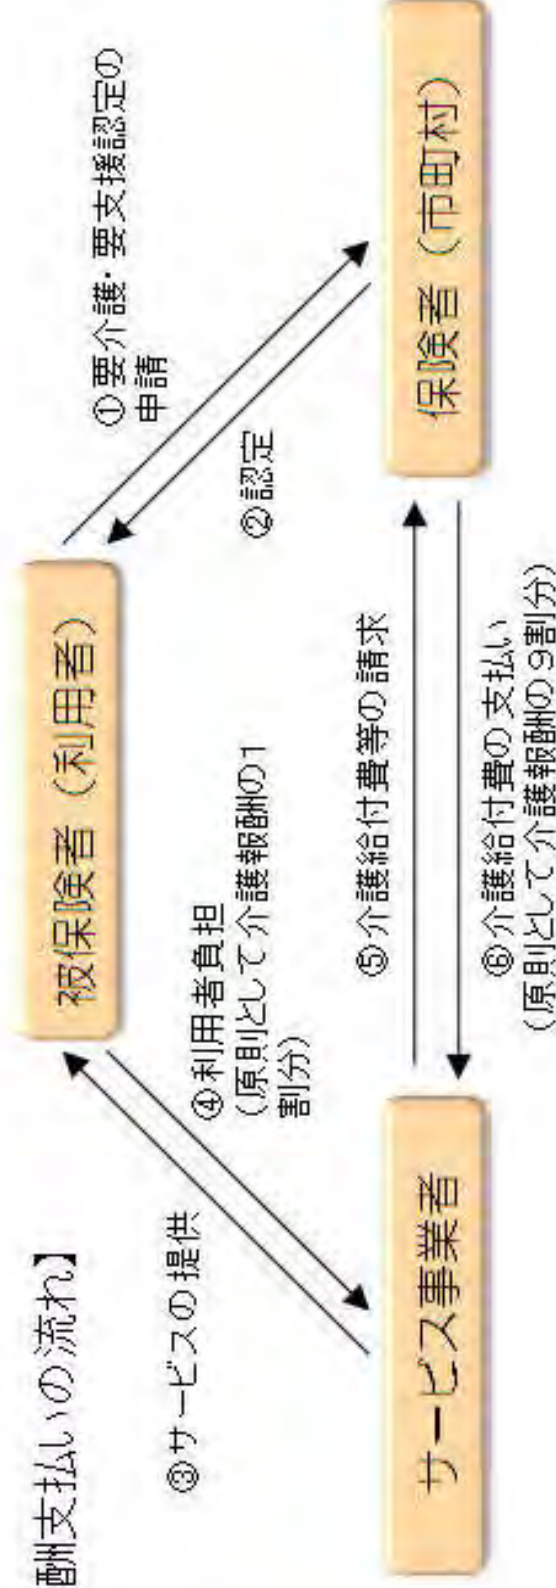 酬支払いの流れ】
被保険者（利用者）
①要介護・要支援認定の
申請
②認定
③サービスの提供
④利用者負担
（原則として介護報酬の1
割分）
⑤介護給付費等の請求
⑥介護給付費の支払い
（原則として介護報酬の９割分）
サービス事業者
保険者（市町村）